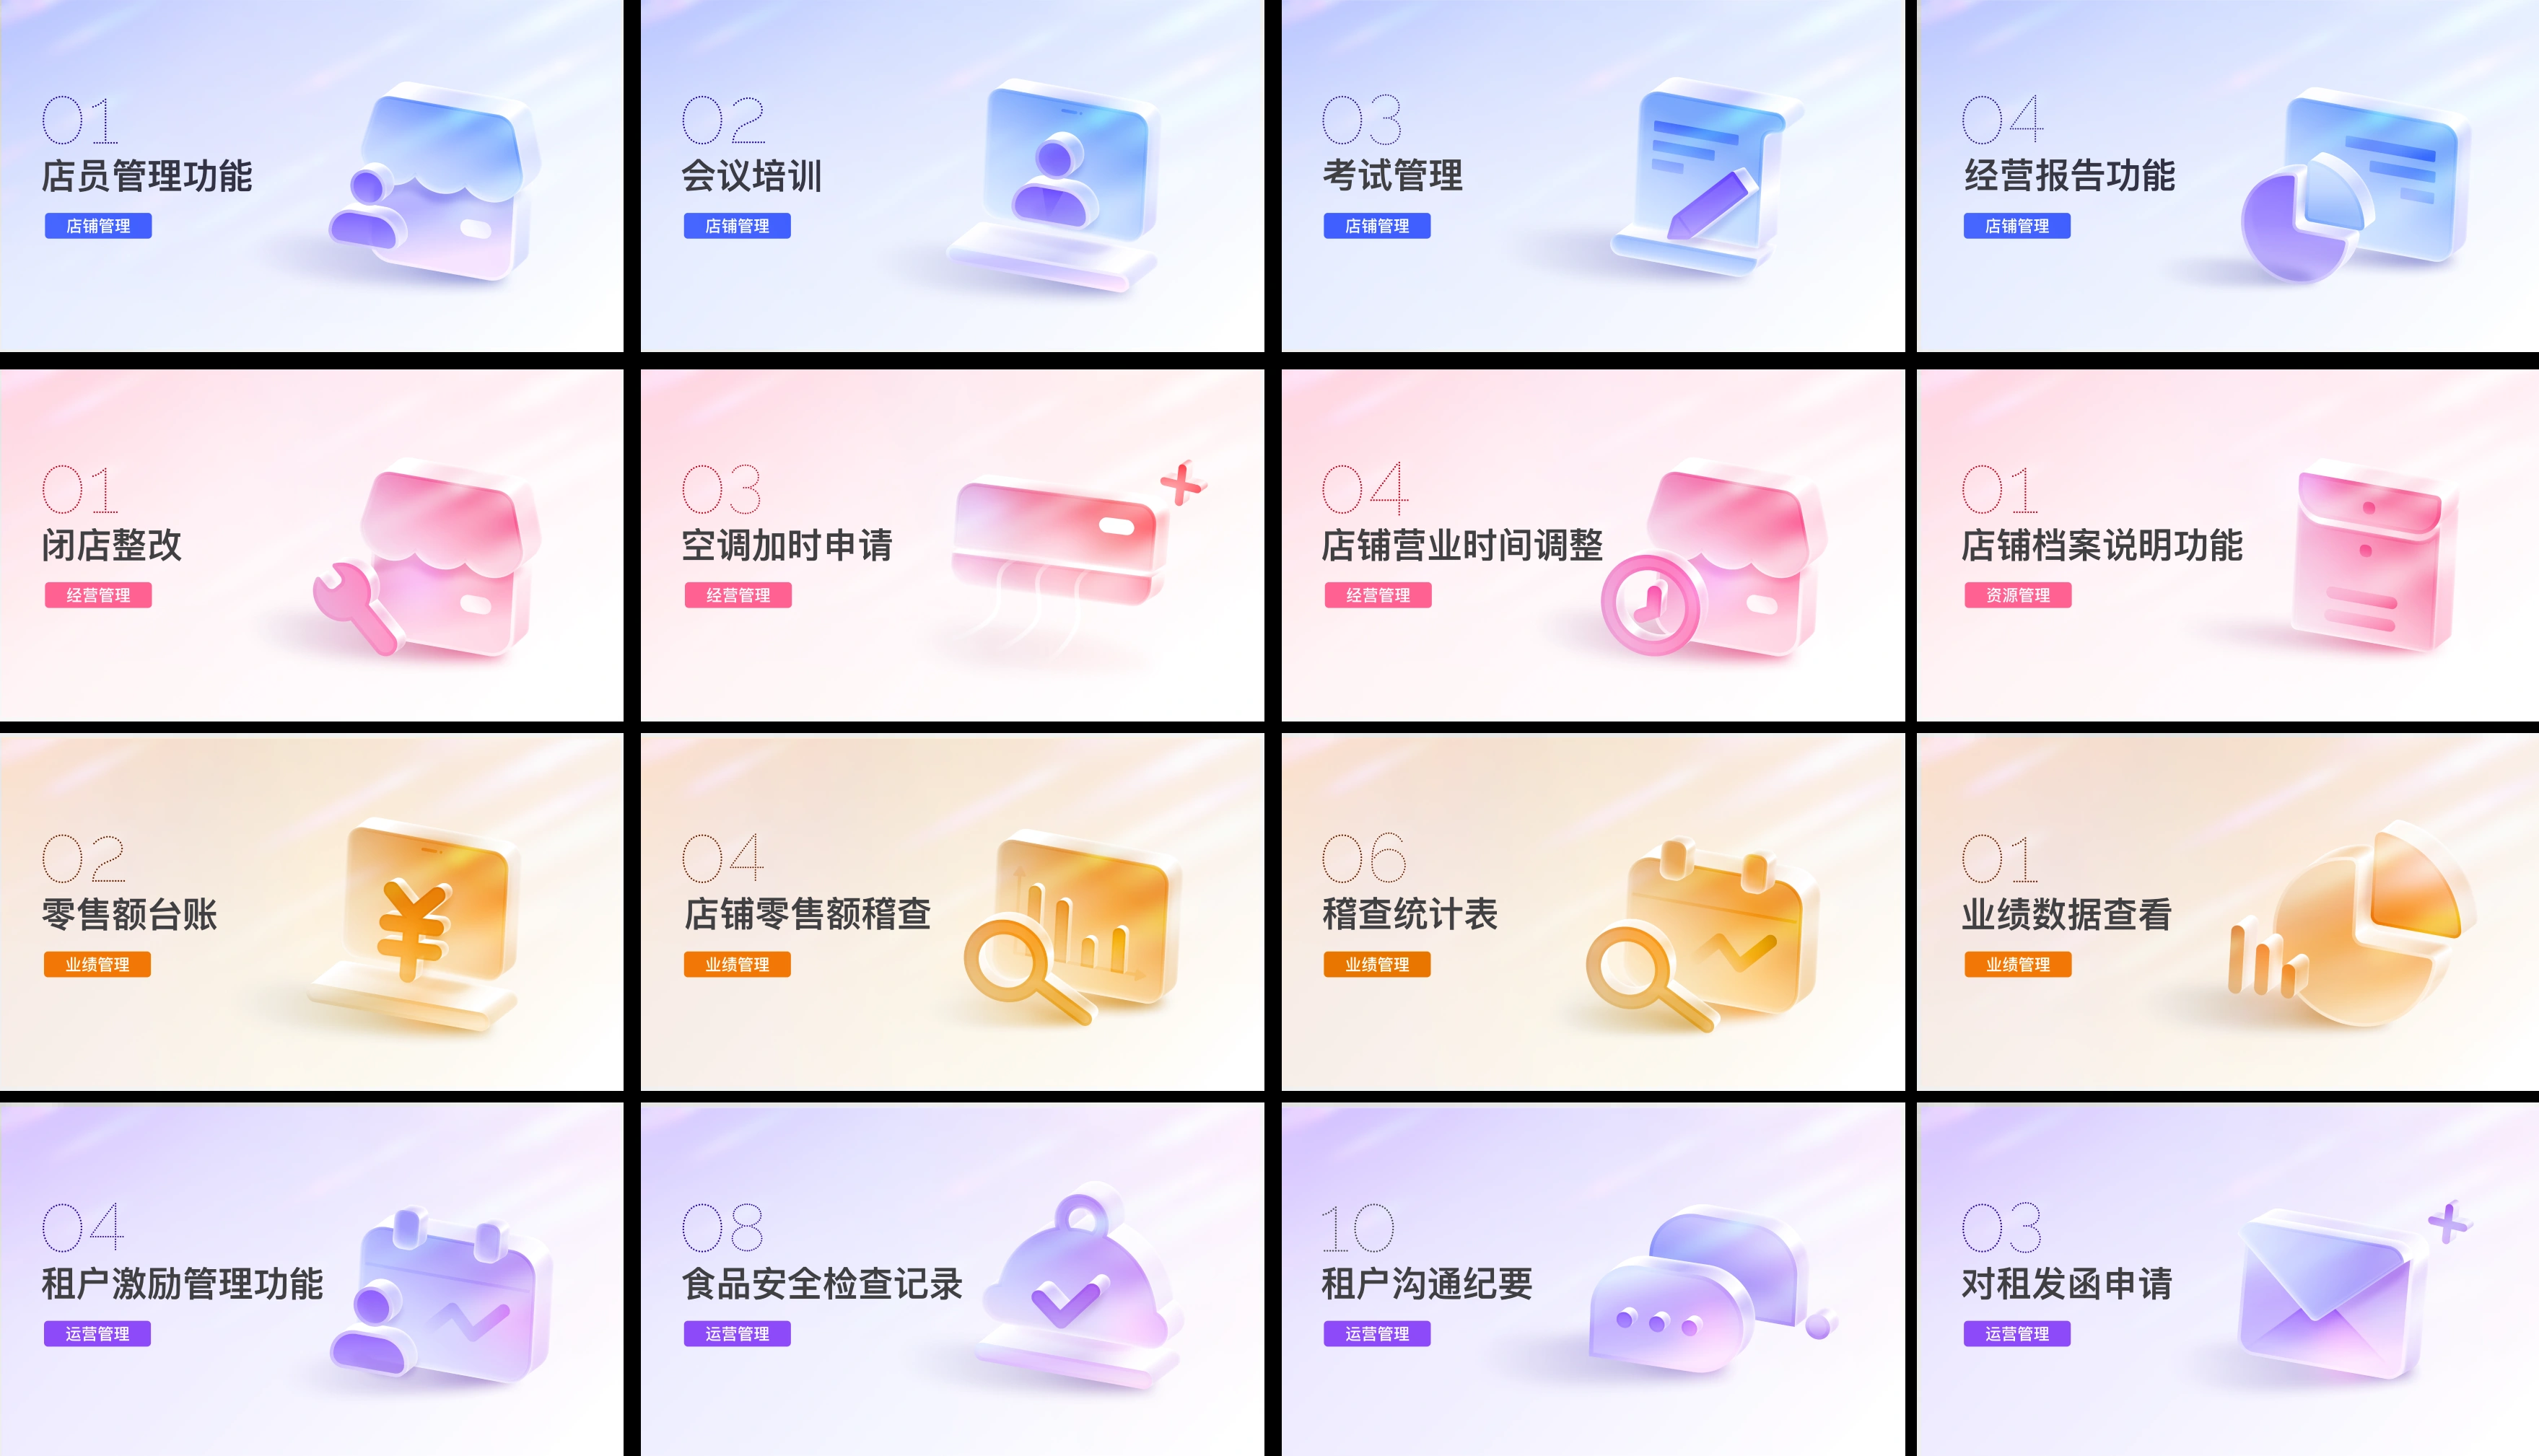 01
店员管理功能
店铺管理
02
会议培训
店铺管理
03
考试管理
店铺管理
04
经营报告功能
店铺管理
01
闭店整改
经营管理
03
空调加时申请
经营管理
04
店铺营业时间调整
经营管理
01
店铺档案说明功能
资源管理
02
零售额台账
业绩管理
04
店铺零售额稽查
业绩管理
06
稽查统计表
业绩管理
01
业绩数据查看
业绩管理
04
租户激励管理功能
运营管理
08
食品安全检查记录
运营管理
10
租户沟通纪要
运营管理
03
对租发函申请
运营管理